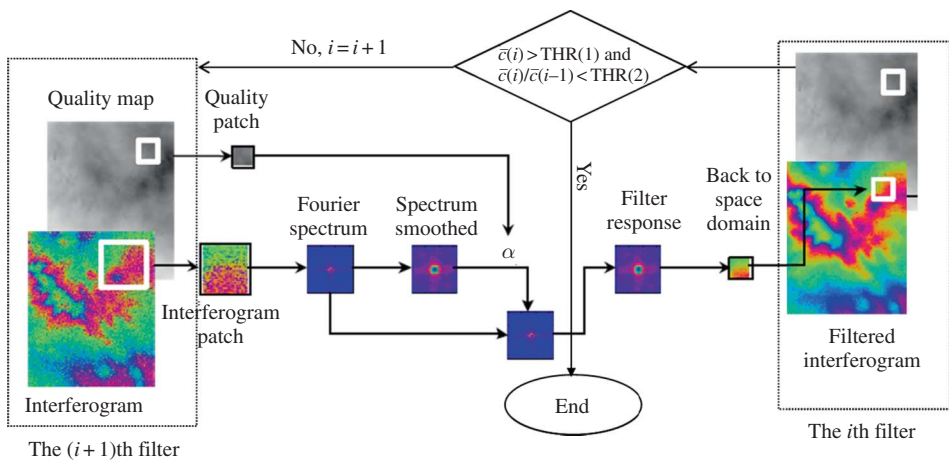 No, i = i + 1
c̅(i) > THR(1) and
c̅(i)/c̅(i–1) < THR(2)
Quality map
Quality
patch
Yes
Fourier
spectrum
Spectrum
smoothed
α
Filter
response
Back to
space
domain
Interferogram
patch
Interferogram
Filtered
interferogram
End
The (i + 1)th filter
The ith filter